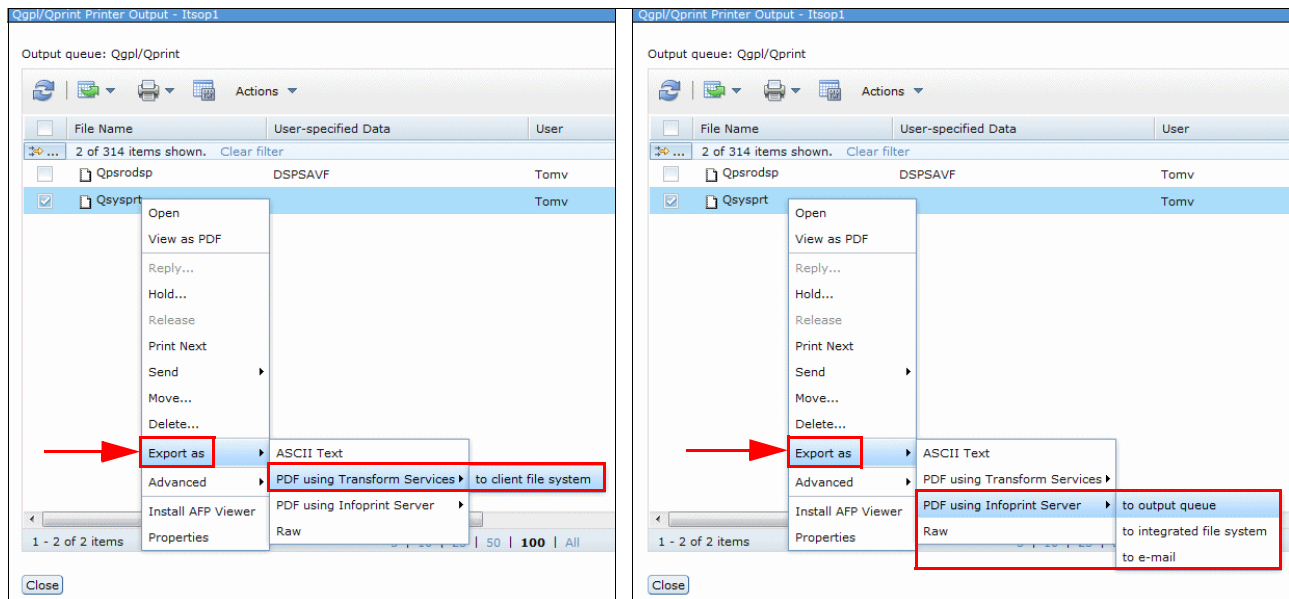 Qgpl/Qprint Printer Output - Itsop1
Output queue: Qgpl/Qprint
Actions
File Name User-specified Data User
... 2 of 314 items shown. Clear filter
Qpsrodsp DSPSAVF Tomv
Qsysprt Tomv
Open
View as PDF
Reply...
Hold...
Release
Print Next
Send
Move...
Delete...
Export as
Advanced
Install AFP Viewer
Properties
ASCII Text
PDF using Transform Services
to client file system
PDF using Infoprint Server
Raw
1 - 2 of 2 items
| 50 | 100 | All
Close
Qgpl/Qprint Printer Output - Itsop1
Output queue: Qgpl/Qprint
Actions
File Name User-specified Data User
... 2 of 314 items shown. Clear filter
Qpsrodsp DSPSAVF Tomv
Qsysprt Tomv
Open
View as PDF
Reply...
Hold...
Release
Print Next
Send
Move...
Delete...
Export as
Advanced
Install AFP Viewer
Properties
ASCII Text
PDF using Transform Services
PDF using Infoprint Server
Raw
to output queue
to integrated file system
to e-mail
1 - 2 of 2 items
Close